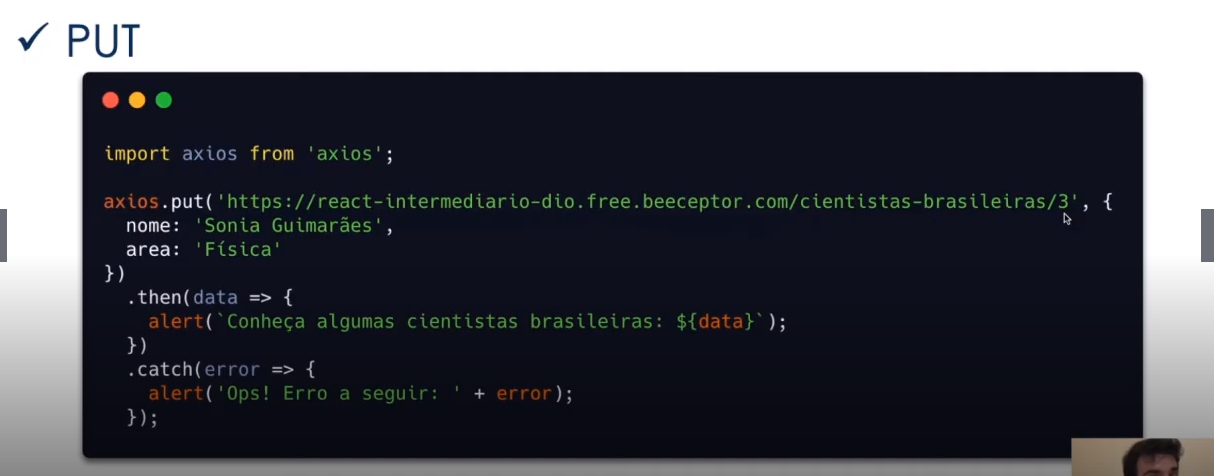 ✓ PUT
import axios from 'axios';
axios.put('https://react-intermediario-dio.free.beeceptor.com/cientistas-brasileiras/3', {
  nome: 'Sonia Guimarães',
  area: 'Física'
})
  .then(data => {
    alert(`Conheça algumas cientistas brasileiras: ${data}`);
  })
  .catch(error => {
    alert('Ops! Erro a seguir: ' + error);
  });